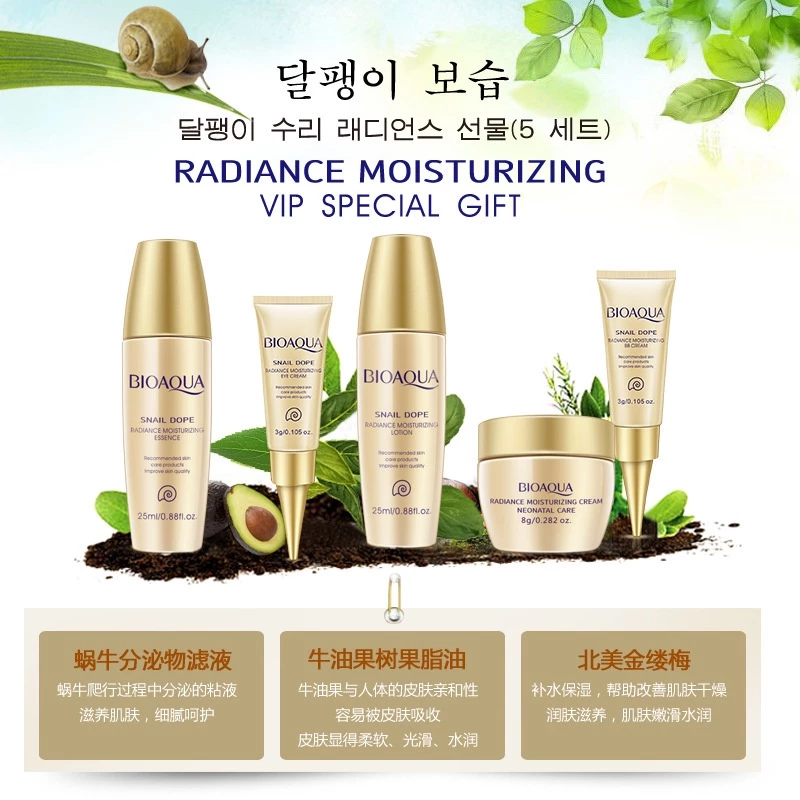 달팽이 보습
달팽이 수리 래디언스 선물(5 세트)
RADIANCE MOISTURIZING
VIP SPECIAL GIFT
BIOAQUA
SNAIL DOPE
RADIANCE MOISTURIZING
ESSENCE
Recommended skin
care products
improve skin quality
25ml/0.88fl.oz.
BIOAQUA
SNAIL DOPE
RADIANCE MOISTURIZING
EYE CREAM
Recommended skin
care products
improve skin quality
3g/0.105oz.
BIOAQUA
SNAIL DOPE
RADIANCE MOISTURIZING
LOTION
Recommended skin
care products
improve skin quality
25ml/0.88fl.oz.
BIOAQUA
RADIANCE MOISTURIZING CREAM
NEONATAL CARE
8g/0.282 oz.
BIOAQUA
SNAIL DOPE
RADIANCE MOISTURIZING
BB CREAM
Recommended skin
care products
improve skin quality
3g/0.105 oz.
蜗牛分泌物滤液
蜗牛爬行过程中分泌的粘液
滋养肌肤，细腻呵护
牛油果树果脂油
牛油果与人体的皮肤亲和性
容易被皮肤吸收
皮肤显得柔软、光滑、水润
北美金缕梅
补水保湿，帮助改善肌肤干燥
润肤滋养，肌肤嫩滑水润